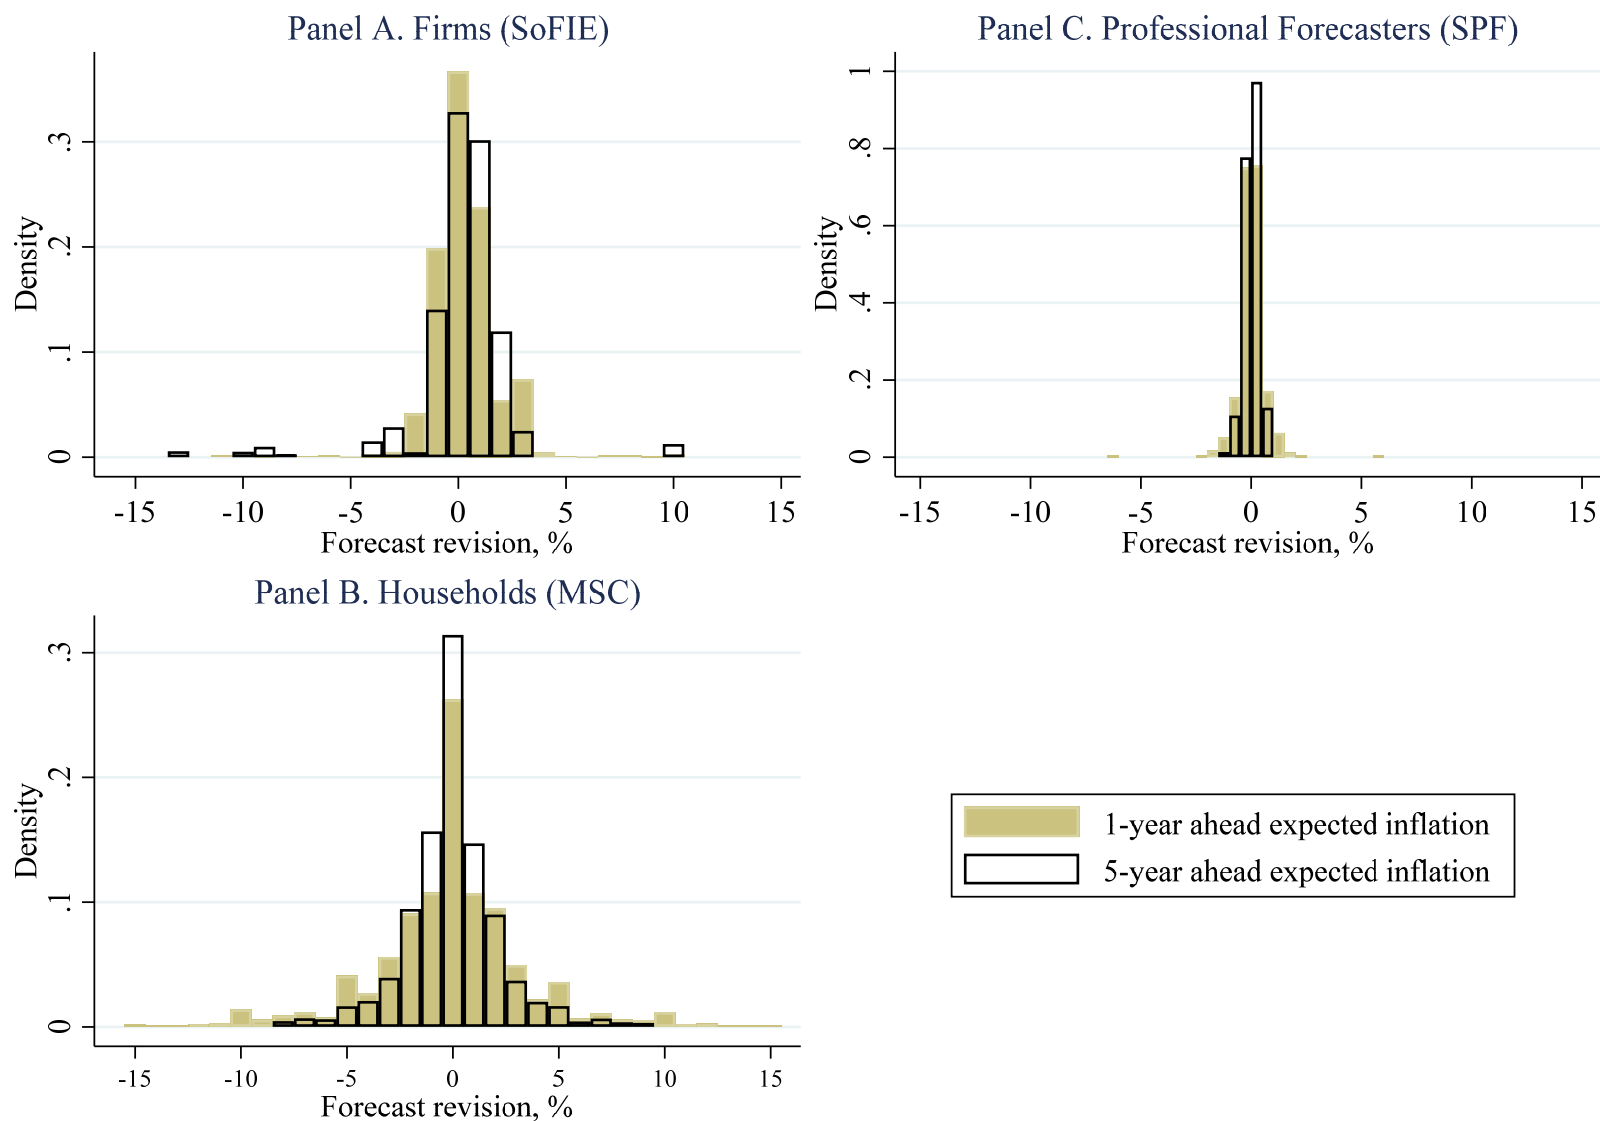 Panel A. Firms (SoFIE)
Density
0
.1
.2
.3
-15 -10 -5 0 5 10 15
Forecast revision, %
Panel C. Professional Forecasters (SPF)
Density
0
.2
.4
.6
.8
1
-15 -10 -5 0 5 10 15
Forecast revision, %
Panel B. Households (MSC)
Density
0
.1
.2
.3
-15 -10 -5 0 5 10 15
Forecast revision, %
1-year ahead expected inflation
5-year ahead expected inflation